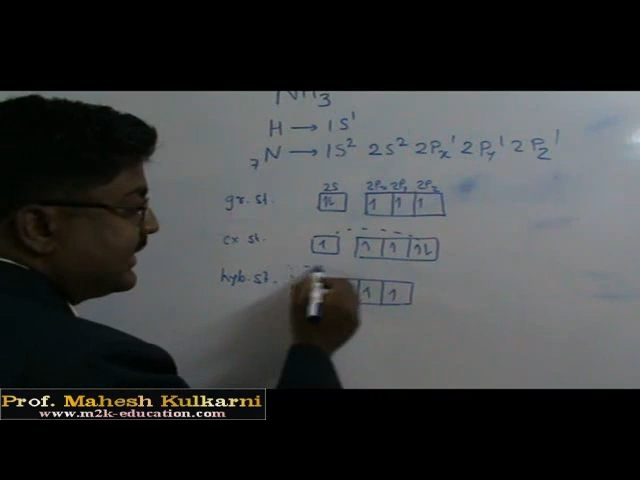 NH3
H → 1S¹
₇N → 1S² 2S² 2Px¹ 2Py¹ 2Pz¹
2S 2Px 2Py 2Pz
gr. st. 1L 1 1 1
ex st. 1 1 1 1L
hyb. st. 1 1
Prof. Mahesh Kulkarni
www.m2k-education.com